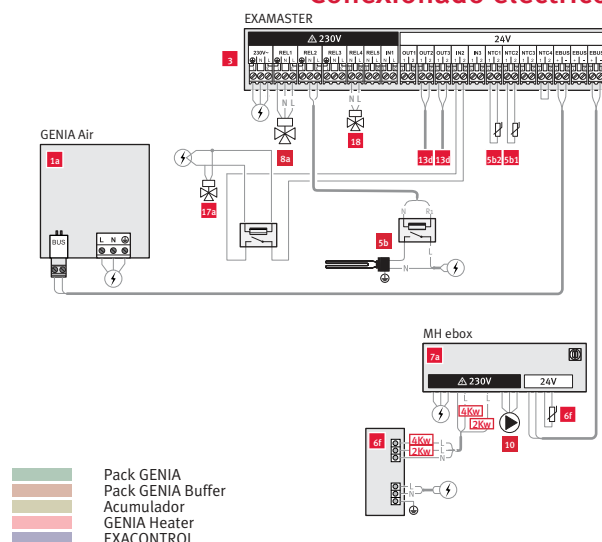 Conexionado eléctrico
EXAMASTER
3
230V
24V
230V~ REL1 REL2 REL3 REL4 REL5 IN1 OUT1 OUT2 OUT3 IN2 IN3 NTC1 NTC2 NTC3 NTC4 EBUS EBUS EBUS
N L
N L
8a
18
13d 13d
5b2 5b1
GENIA Air
1a
BUS
L N
17a
N R1
5b
L
N
MH ebox
7a
230V
24V
L L
4Kw
2Kw
10
6f
6f
4Kw L
2Kw L
N
L
N
Pack GENIA
Pack GENIA Buffer
Acumulador
GENIA Heater
EXACONTROL